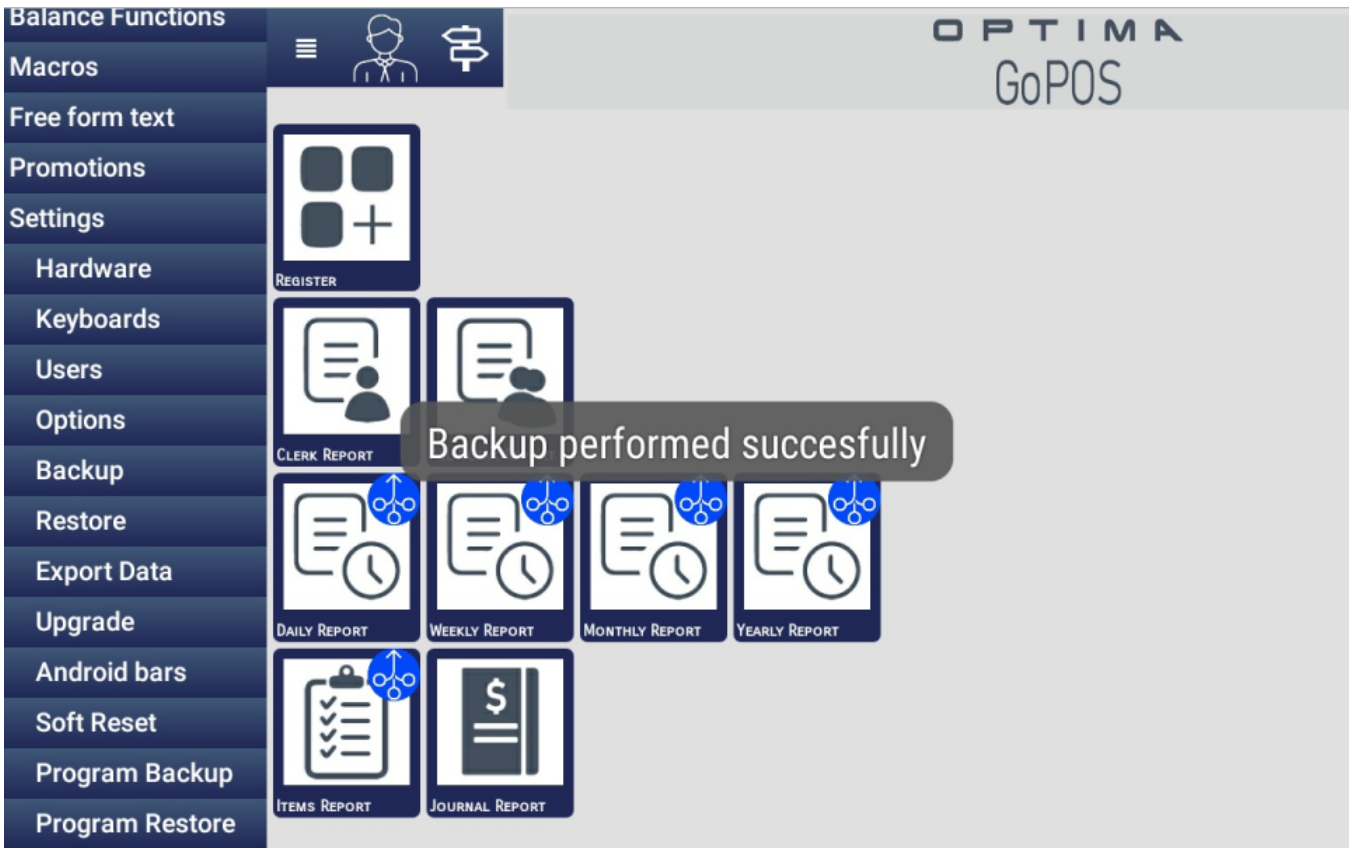 Balance Functions
Macros
Free form text
Promotions
Settings
Hardware
Keyboards
Users
Options
Backup
Restore
Export Data
Upgrade
Android bars
Soft Reset
Program Backup
Program Restore
OPTIMA
GoPOS
REGISTER
CLERK REPORT
Backup performed succesfully
DAILY REPORT
WEEKLY REPORT
MONTHLY REPORT
YEARLY REPORT
ITEMS REPORT
JOURNAL REPORT